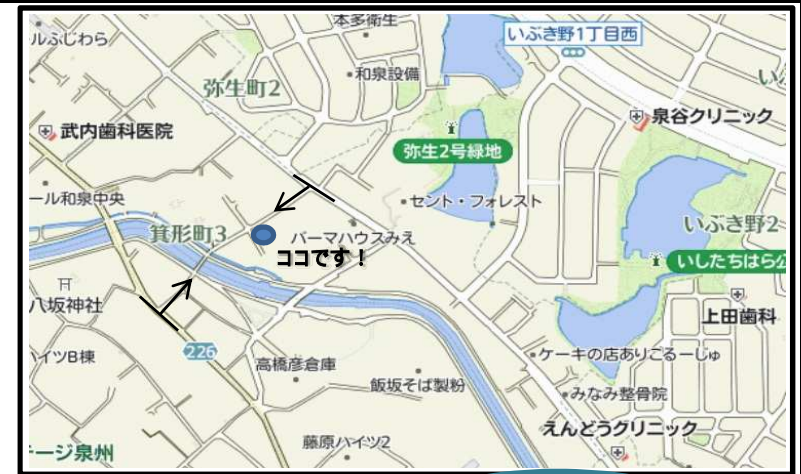 本多衛生
いぶき野1丁目西
ルふじわら
和泉設備
弥生町2
泉谷クリニック
武内歯科医院
弥生2号緑地
セント・フォレスト
ール和泉中央
いぶき野2
箕形町3
パーマハウスみえ
ココです！
いしたちはら公
八坂神社
上田歯科
226
ハイツB棟
高橋彦倉庫
ケーキの店ありこるーじゅ
飯坂そば製粉
みなみ整骨院
えんどうクリニック
藤原ハイツ2
ージ泉州